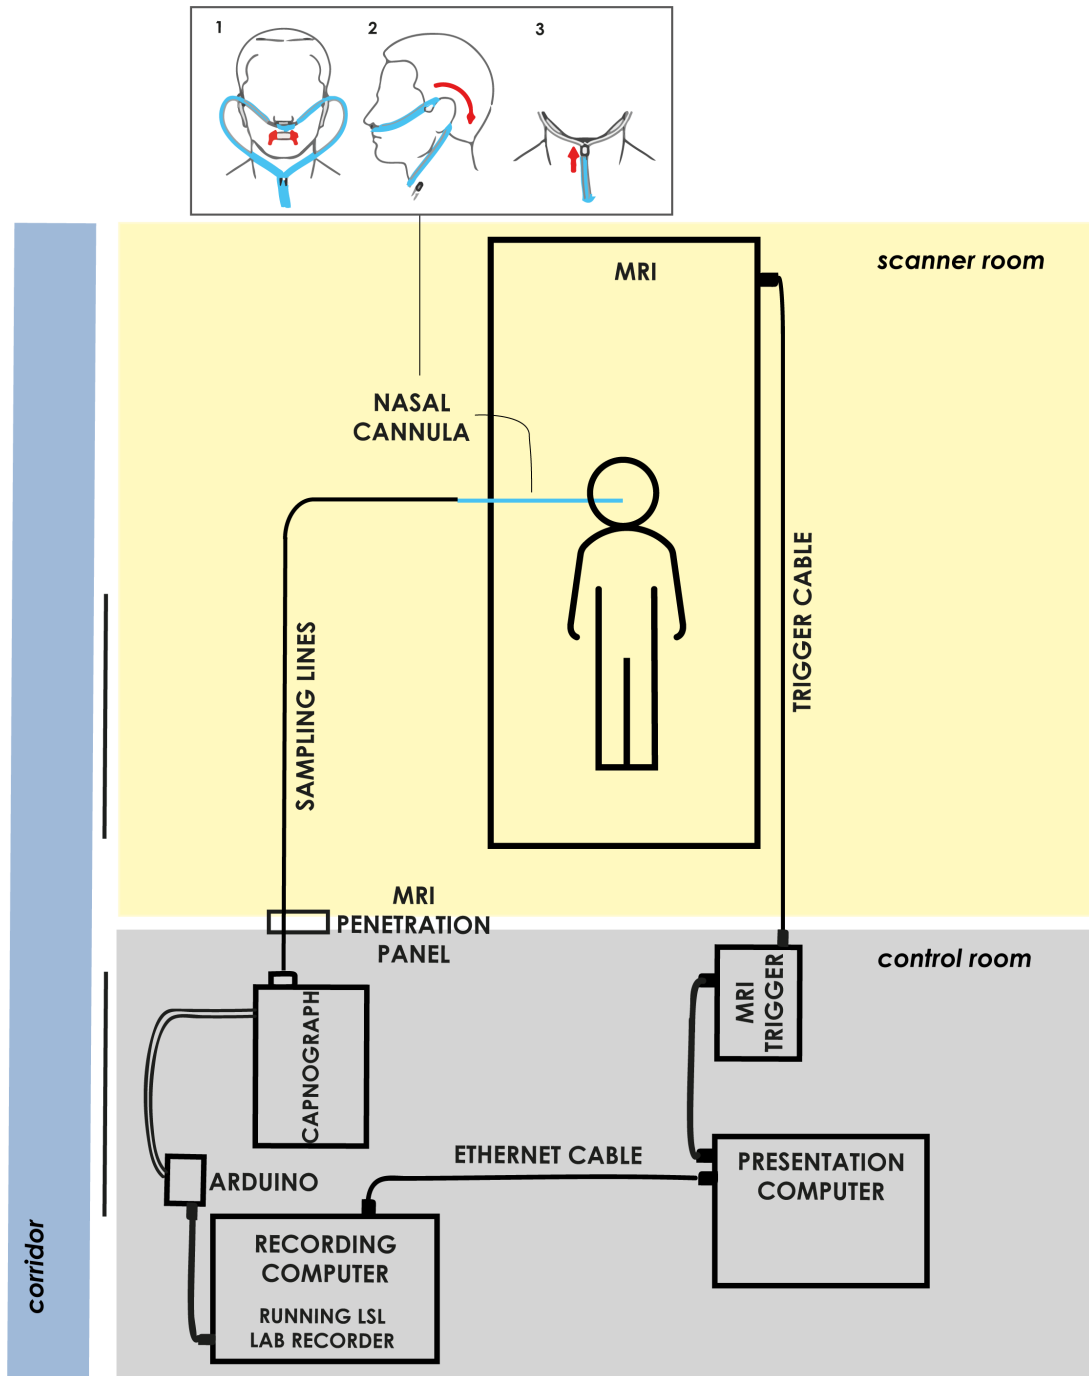 1
2
3
scanner room
MRI
NASAL
CANNULA
TRIGGER CABLE
SAMPLING LINES
MRI
PENETRATION
PANEL
control room
MRI
TRIGGER
CAPNOGRAPH
ETHERNET CABLE
PRESENTATION
COMPUTER
ARDUINO
RECORDING
COMPUTER
RUNNING LSL
LAB RECORDER
corridor